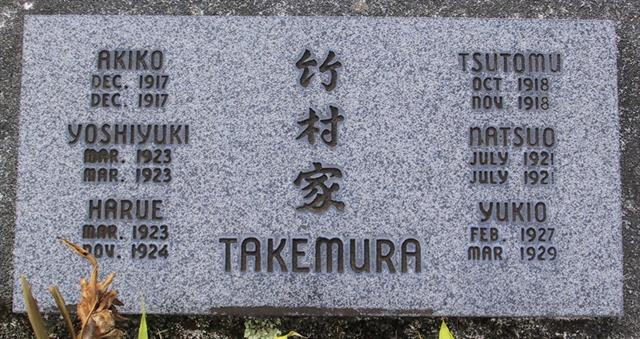 AKIKO
DEC. 1917
DEC. 1917
YOSHIYUKI
MAR. 1923
MAR. 1923
HARUE
MAR. 1923
NOV. 1924
竹村家
TAKEMURA
TSUTOMU
OCT. 1918
NOV. 1918
NATSUO
JULY 1921
JULY 1921
YUKIO
FEB. 1927
MAR. 1929